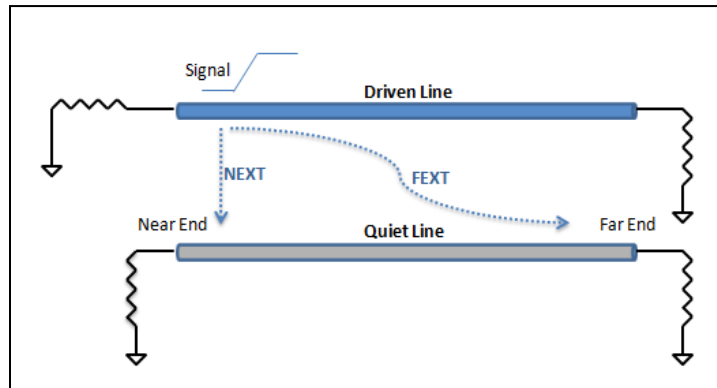 Signal
Driven Line
NEXT
FEXT
Near End
Quiet Line
Far End